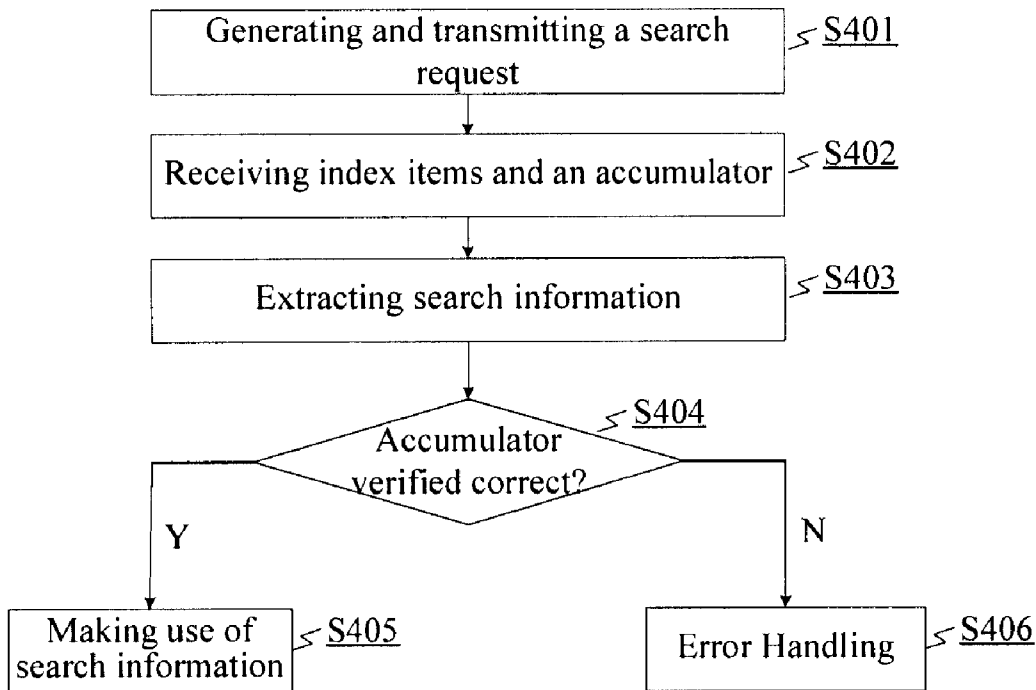 Generating and transmitting a search
request
S401
Receiving index items and an accumulator
S402
Extracting search information
S403
Accumulator
verified correct?
S404
Y
N
Making use of
search information
S405
Error Handling
S406